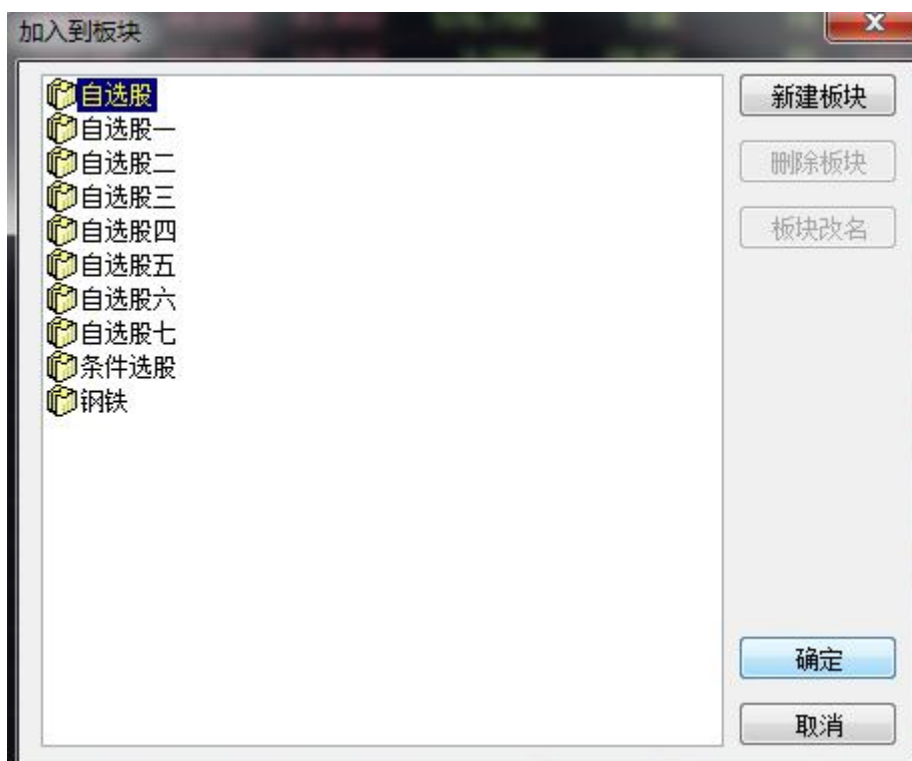 加入到板块
自选股
自选股一
自选股二
自选股三
自选股四
自选股五
自选股六
自选股七
条件选股
钢铁
新建板块
删除板块
板块改名
确定
取消